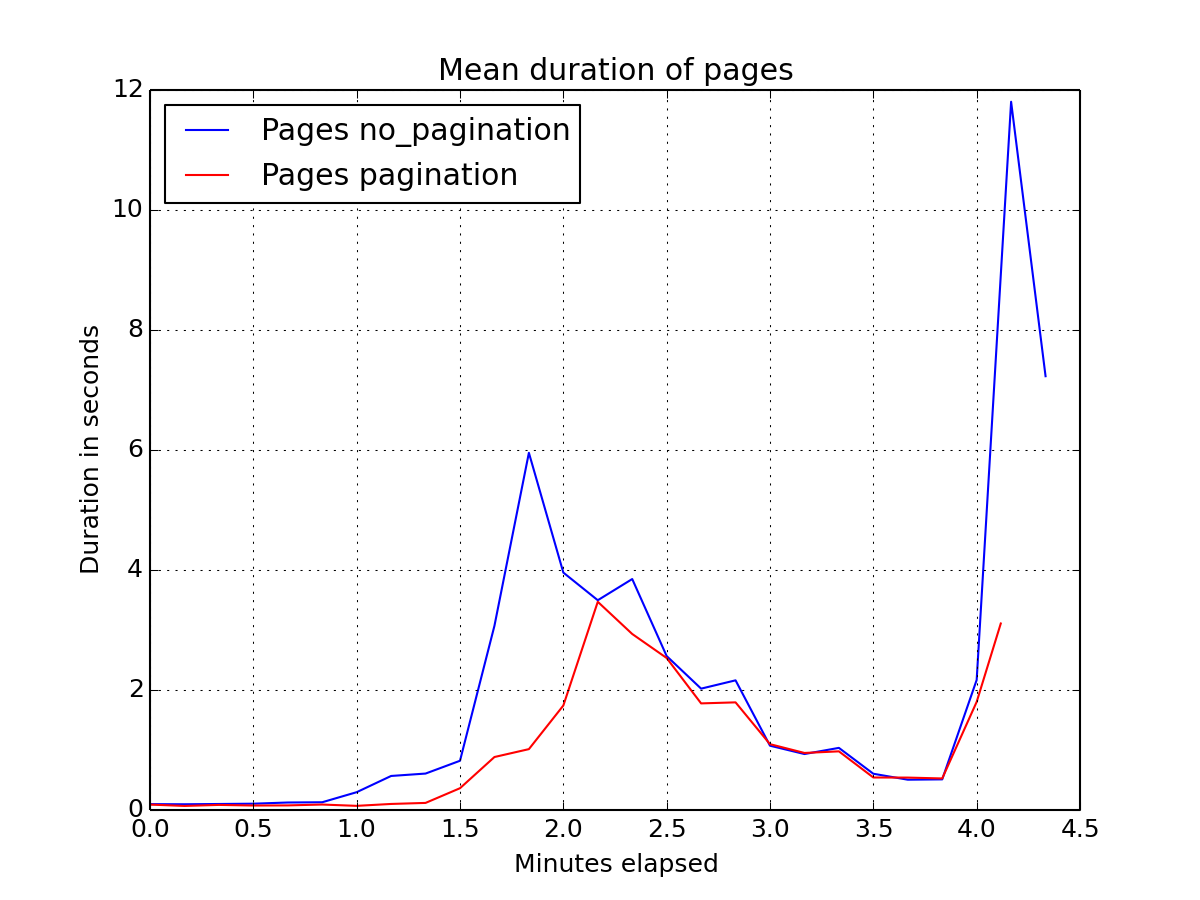 Mean duration of pages
Pages no_pagination
Pages pagination
12
10
8
6
4
2
0
Duration in seconds
0.0 0.5 1.0 1.5 2.0 2.5 3.0 3.5 4.0 4.5
Minutes elapsed